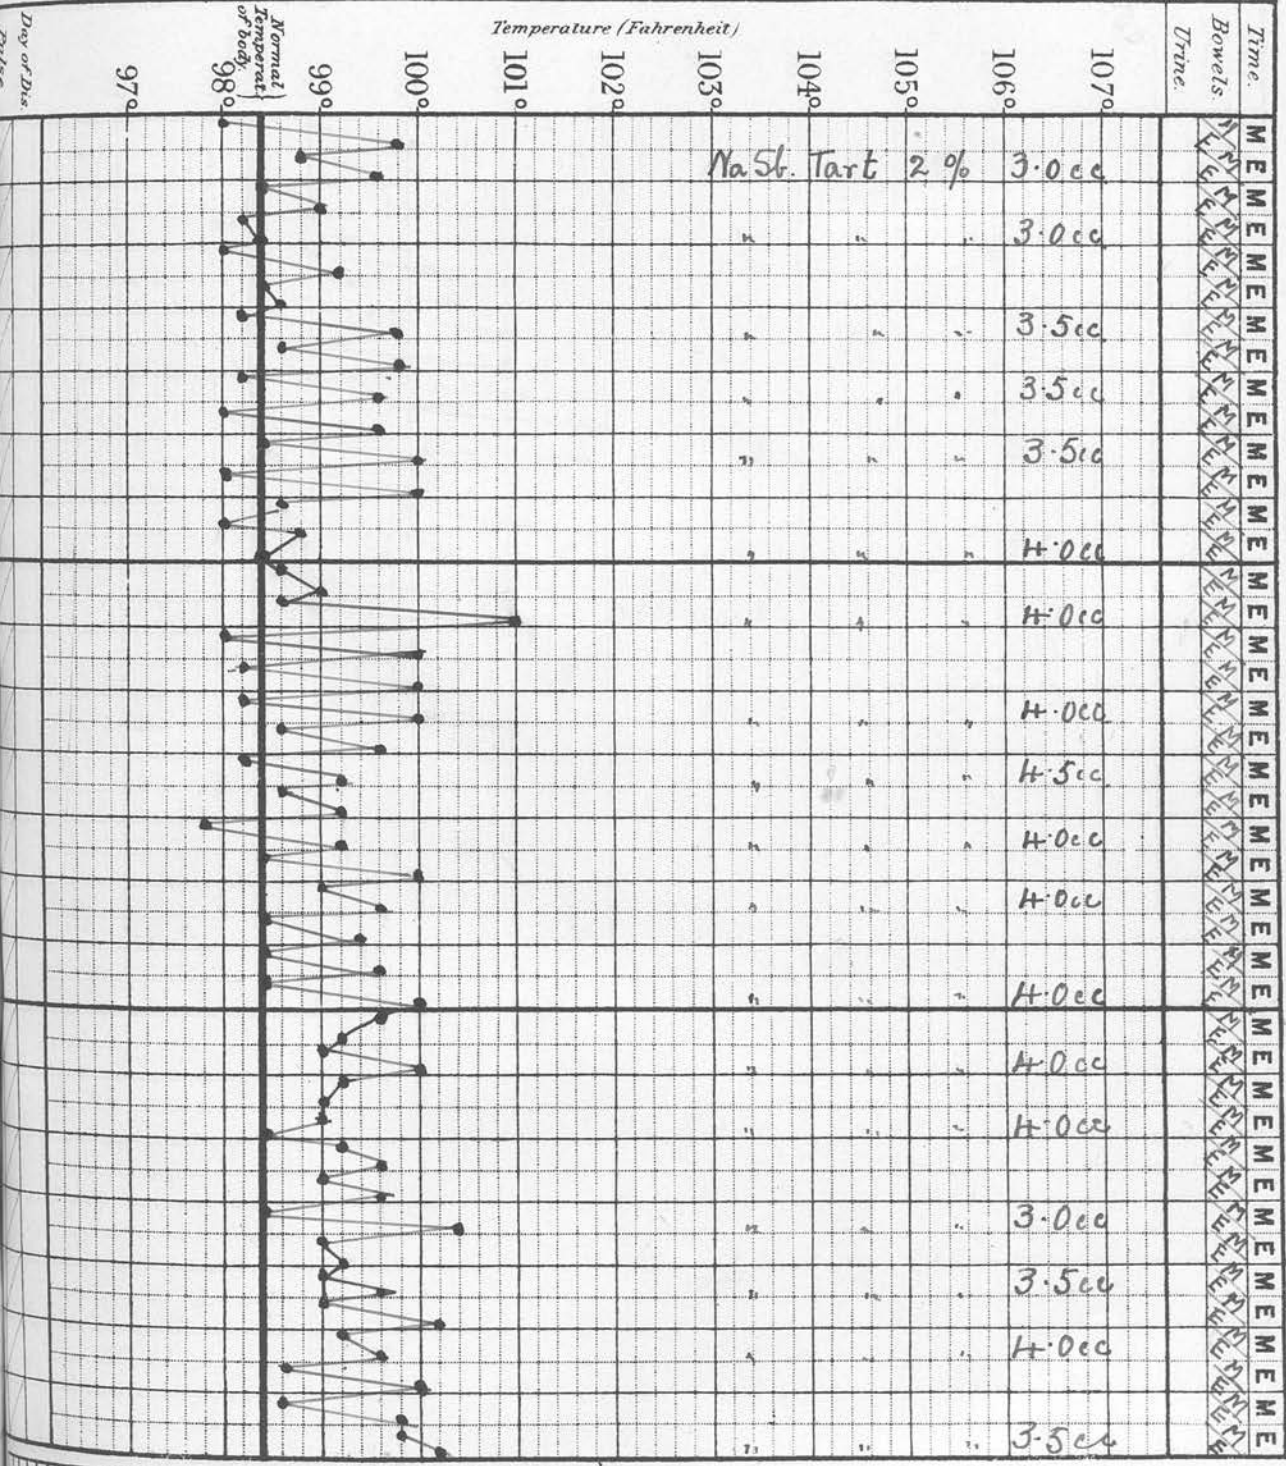 Time.
Bowels.
Urine.
Temperature (Fahrenheit)
107°
106°
105°
104°
103°
102°
101°
100°
99°
98°
97°
Normal
Temperat.
of body.
Day of Dis.
Pulse
M E M E M E M E M E M E M E M E M E M E M E M E M E M E M E M E M E M E M E M E M E
NaSb. Tart 2 % 3.0cc
" " " 3.0cc
" " " 3.5cc
" " " 3.5cc
" " " 3.5cc
" " " 4.0cc
" " " 4.0cc
" " " 4.0cc
" " " 4.5cc
" " " 4.0cc
" " " 4.0cc
" " " 4.0cc
" " " 4.0cc
" " " 4.0cc
" " " 3.0cc
" " " 3.5cc
" " " 4.0cc
" " " 3.5cc